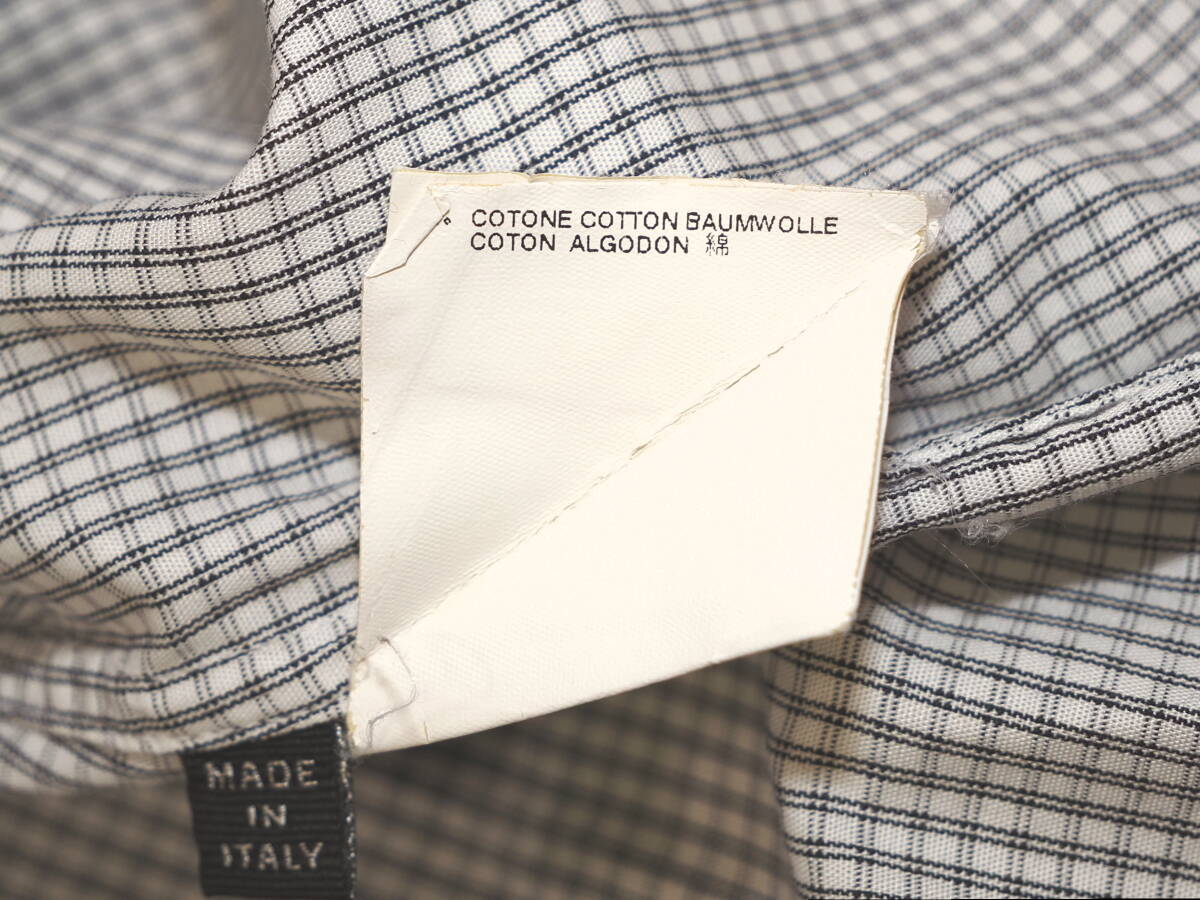 % COTONE COTTON BAUMWOLLE
COTON ALGODON 綿
MADE
IN
ITALY